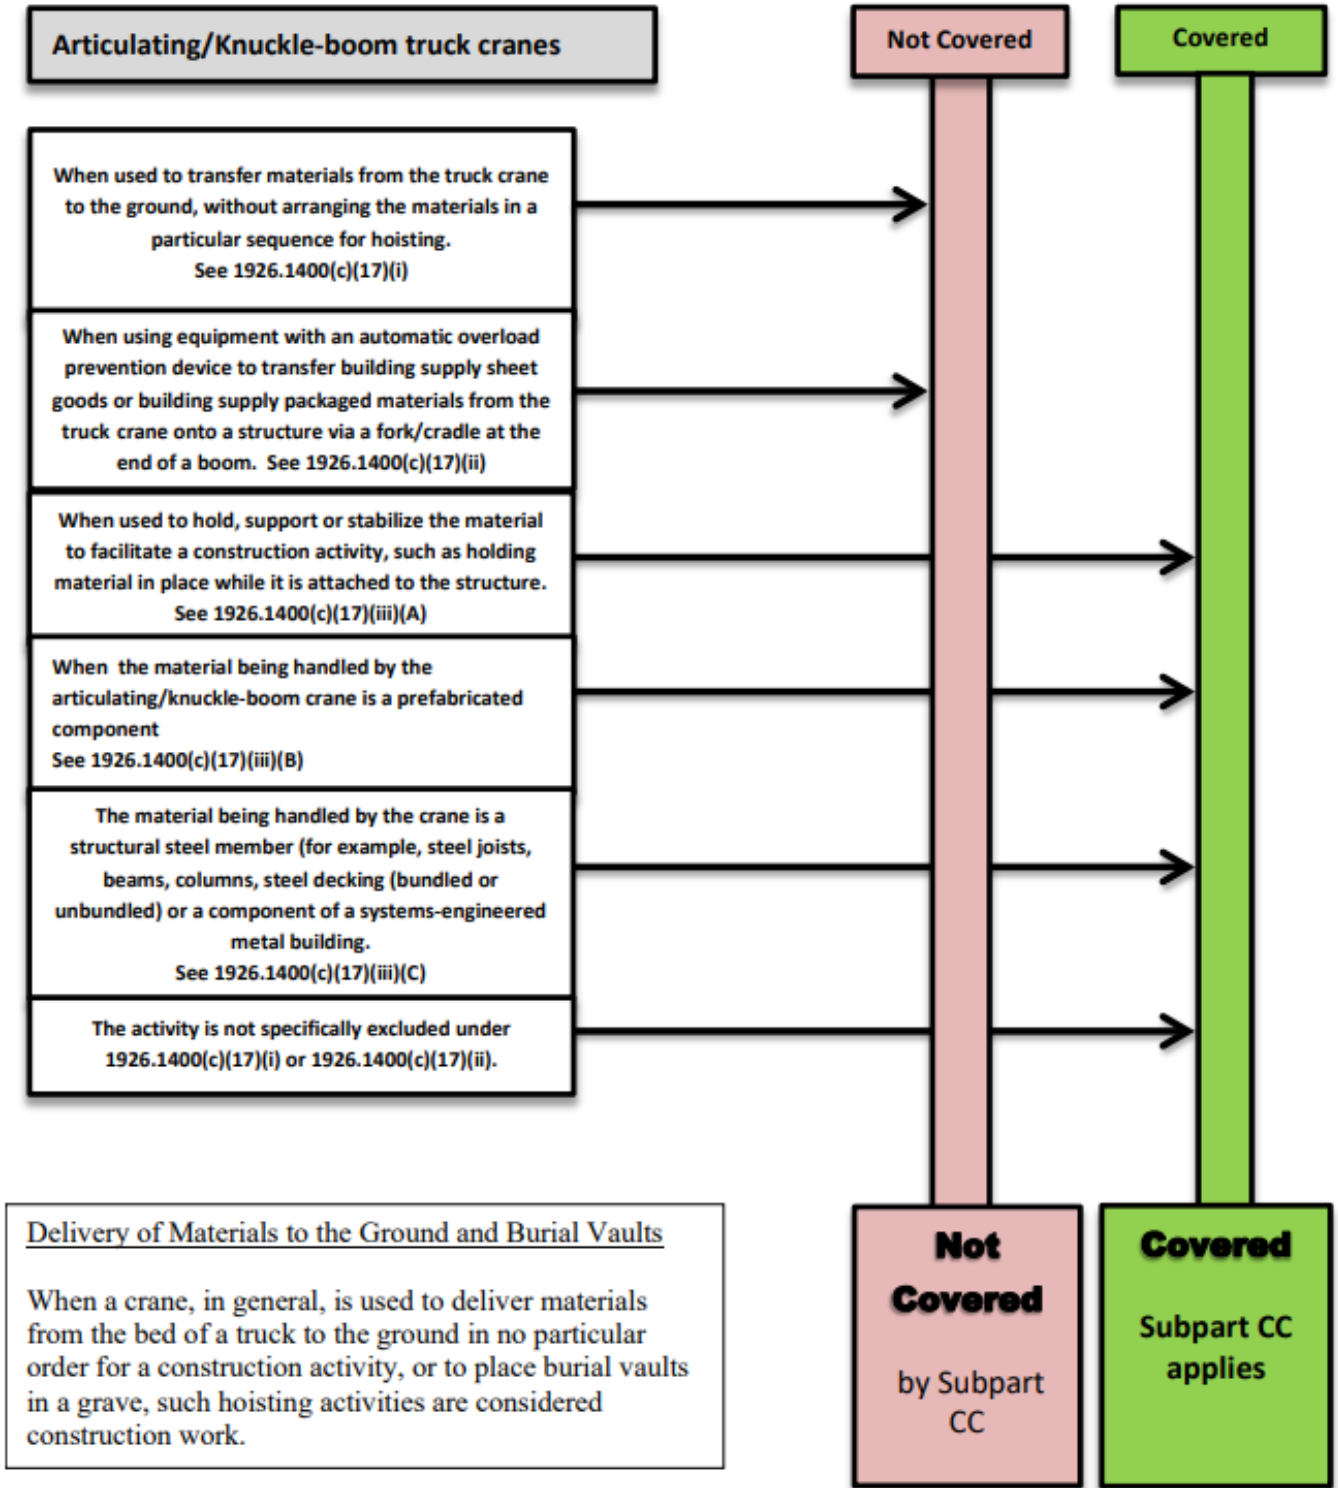 Articulating/Knuckle-boom truck cranes
Not Covered
Covered
When used to transfer materials from the truck crane
to the ground, without arranging the materials in a
particular sequence for hoisting.
See 1926.1400(c)(17)(i)
When using equipment with an automatic overload
prevention device to transfer building supply sheet
goods or building supply packaged materials from the
truck crane onto a structure via a fork/cradle at the
end of a boom.  See 1926.1400(c)(17)(ii)
When used to hold, support or stabilize the material
to facilitate a construction activity, such as holding
material in place while it is attached to the structure.
See 1926.1400(c)(17)(iii)(A)
When  the material being handled by the
articulating/knuckle-boom crane is a prefabricated
component
See 1926.1400(c)(17)(iii)(B)
The material being handled by the crane is a
structural steel member (for example, steel joists,
beams, columns, steel decking (bundled or
unbundled) or a component of a systems-engineered
metal building.
See 1926.1400(c)(17)(iii)(C)
The activity is not specifically excluded under
1926.1400(c)(17)(i) or 1926.1400(c)(17)(ii).
Delivery of Materials to the Ground and Burial Vaults
When a crane, in general, is used to deliver materials
from the bed of a truck to the ground in no particular
order for a construction activity, or to place burial vaults
in a grave, such hoisting activities are considered
construction work.
Not
Covered
by Subpart
CC
Covered
Subpart CC
applies